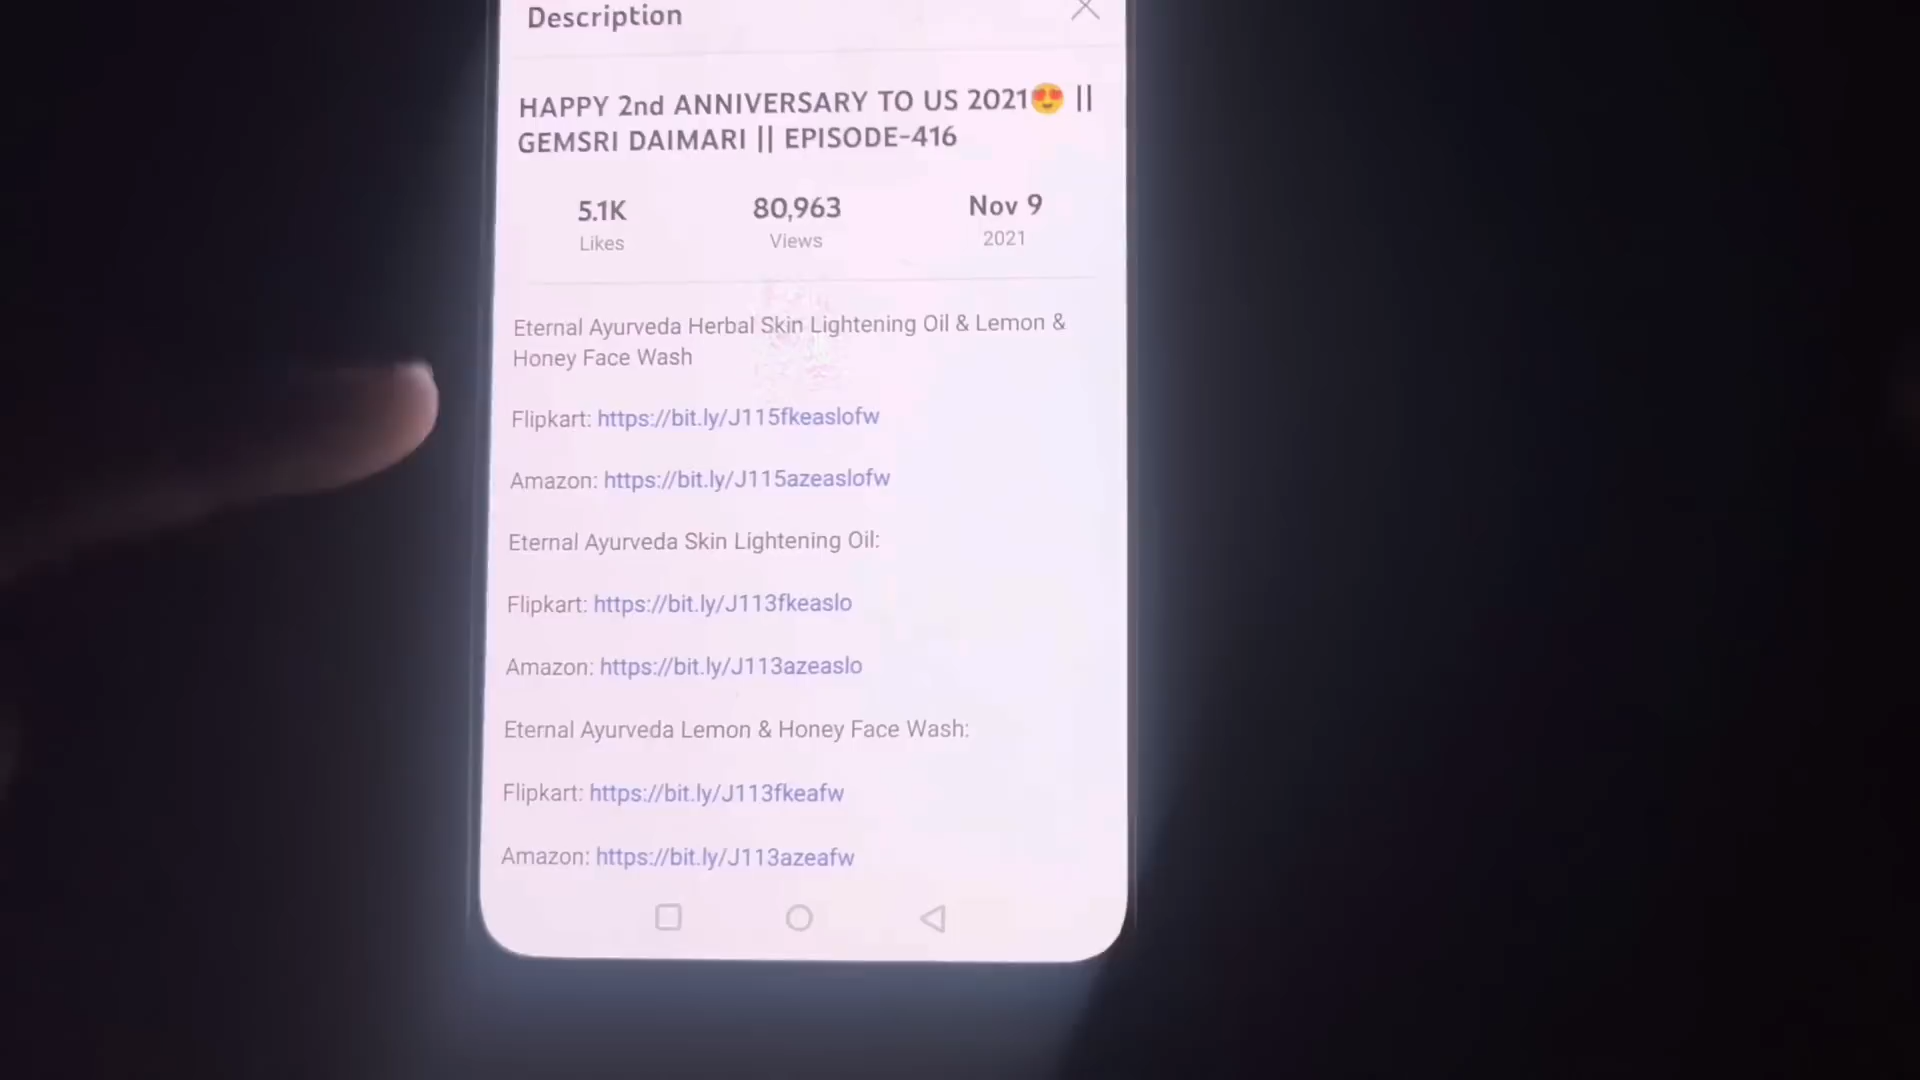 Description
HAPPY 2nd ANNIVERSARY TO US 2021😍 ||
GEMSRI DAIMARI || EPISODE-416
5.1K 80,963 Nov 9
Likes Views 2021
Eternal Ayurveda Herbal Skin Lightening Oil & Lemon &
Honey Face Wash
Flipkart: https://bit.ly/J115fkeaslofw
Amazon: https://bit.ly/J115azeaslofw
Eternal Ayurveda Skin Lightening Oil:
Flipkart: https://bit.ly/J113fkeaslo
Amazon: https://bit.ly/J113azeaslo
Eternal Ayurveda Lemon & Honey Face Wash:
Flipkart: https://bit.ly/J113fkeafw
Amazon: https://bit.ly/J113azeafw